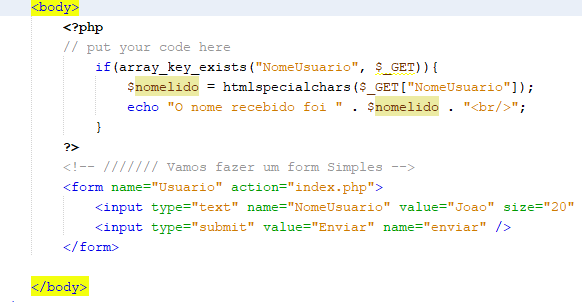 <body>
<?php
// put your code here
if(array_key_exists("NomeUsuario", $_GET)){
$nomelido = htmlspecialchars($_GET["NomeUsuario"]);
echo "O nome recebido foi " . $nomelido . "<br/>";
}
?>
<!-- /////// Vamos fazer um form Simples -->
<form name="Usuario" action="index.php">
<input type="text" name="NomeUsuario" value="Joao" size="20"
<input type="submit" value="Enviar" name="enviar" />
</form>
</body>